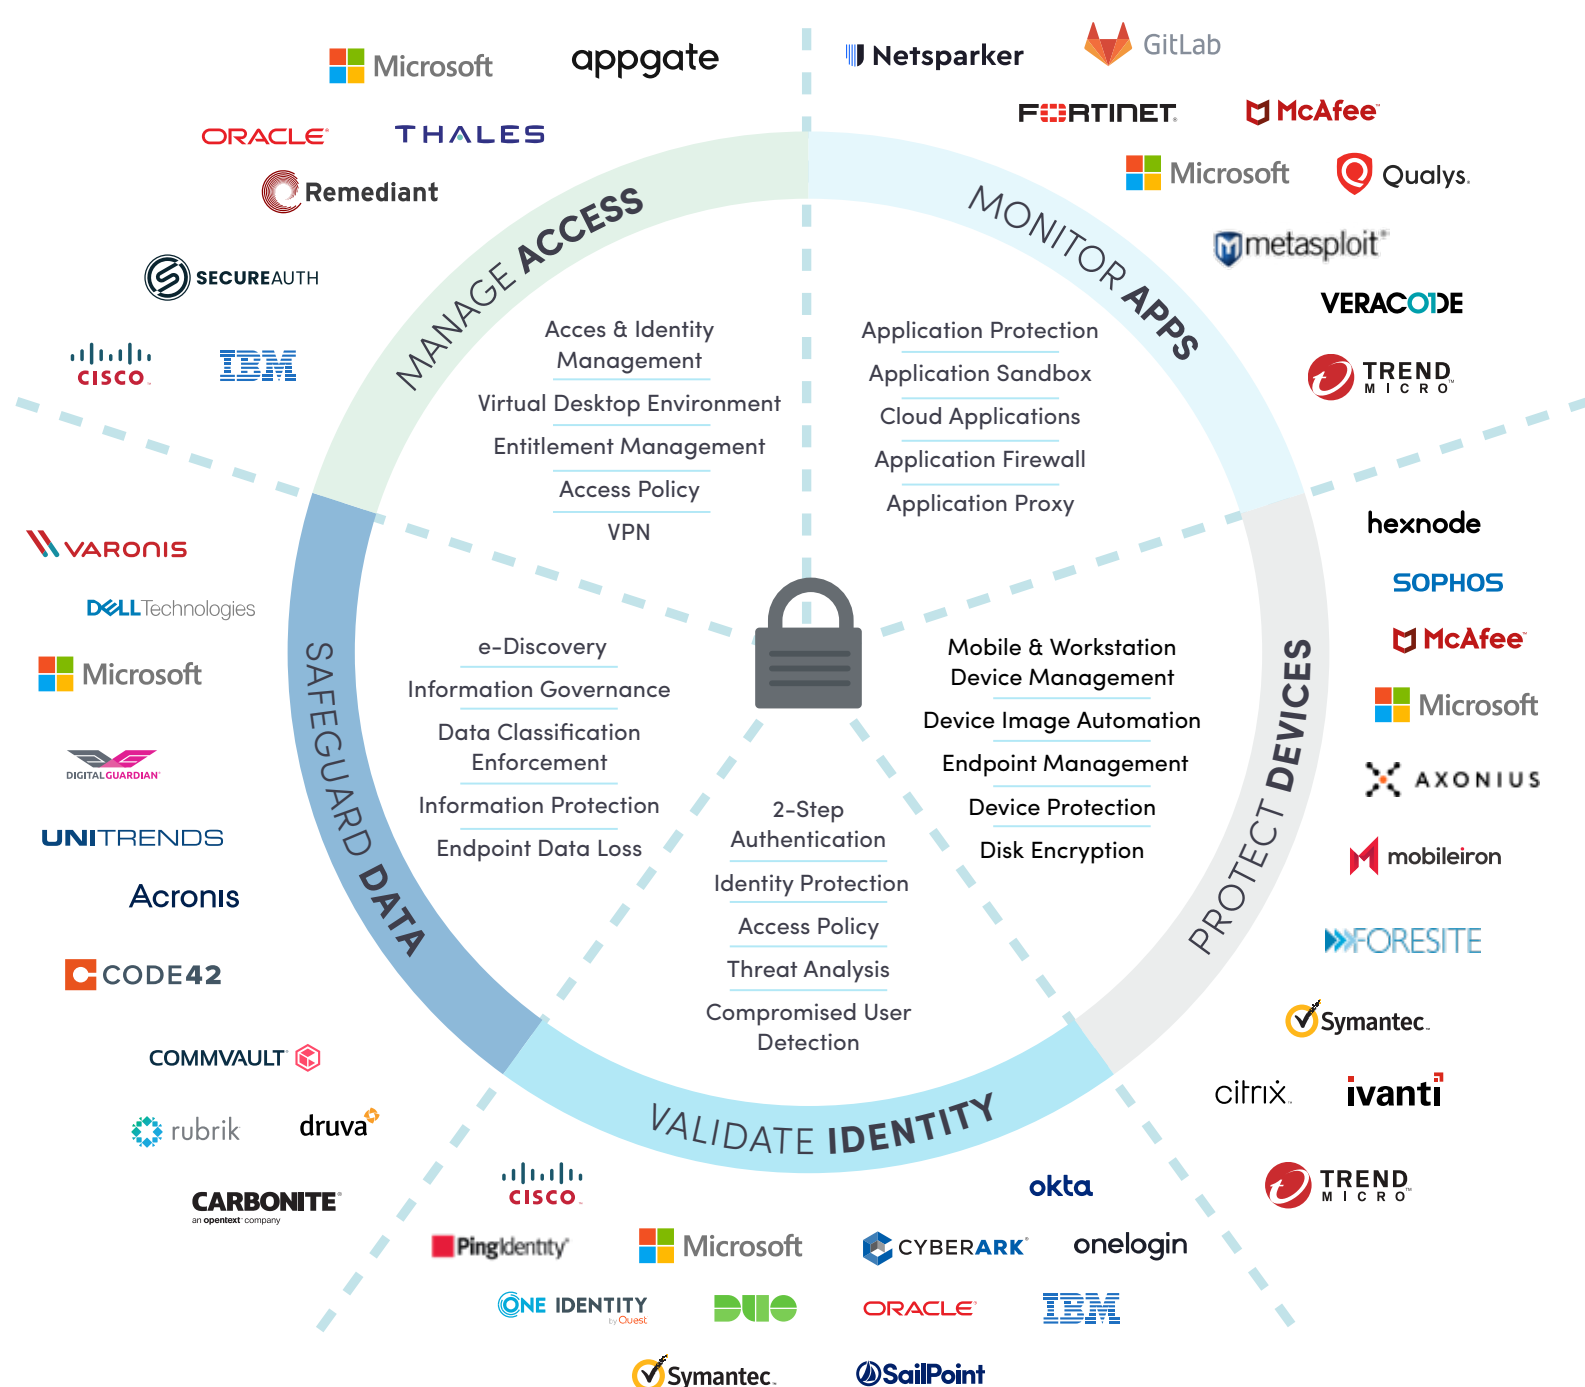 Microsoft
appgate
ORACLE
THALES
Remediant
SECUREAUTH
CISCO
IBM
MANAGE ACCESS
Acces & Identity
Management
Virtual Desktop Environment
Entitlement Management
Access Policy
VPN
Netsparker
GitLab
FORTINET
McAfee
Microsoft
Qualys.
metasploit
VERACODE
TREND
MICRO
MONITOR APPS
Application Protection
Application Sandbox
Cloud Applications
Application Firewall
Application Proxy
VARONIS
DELL Technologies
Microsoft
DIGITAL GUARDIAN
UNITRENDS
Acronis
CODE42
COMMVAULT
rubrik
druva
CARBONITE
an opentext company
SAFEGUARD DATA
e-Discovery
Information Governance
Data Classification
Enforcement
Information Protection
Endpoint Data Loss
hexnode
SOPHOS
McAfee
Microsoft
AXONIUS
mobileiron
FORESITE
Symantec
citrix
ivanti
TREND
MICRO
PROTECT DEVICES
Mobile & Workstation
Device Management
Device Image Automation
Endpoint Management
Device Protection
Disk Encryption
2-Step
Authentication
Identity Protection
Access Policy
Threat Analysis
Compromised User
Detection
VALIDATE IDENTITY
CISCO
okta
PingIdentity
Microsoft
CYBERARK
onelogin
ONE IDENTITY
by Quest
DUO
ORACLE
IBM
Symantec
SailPoint